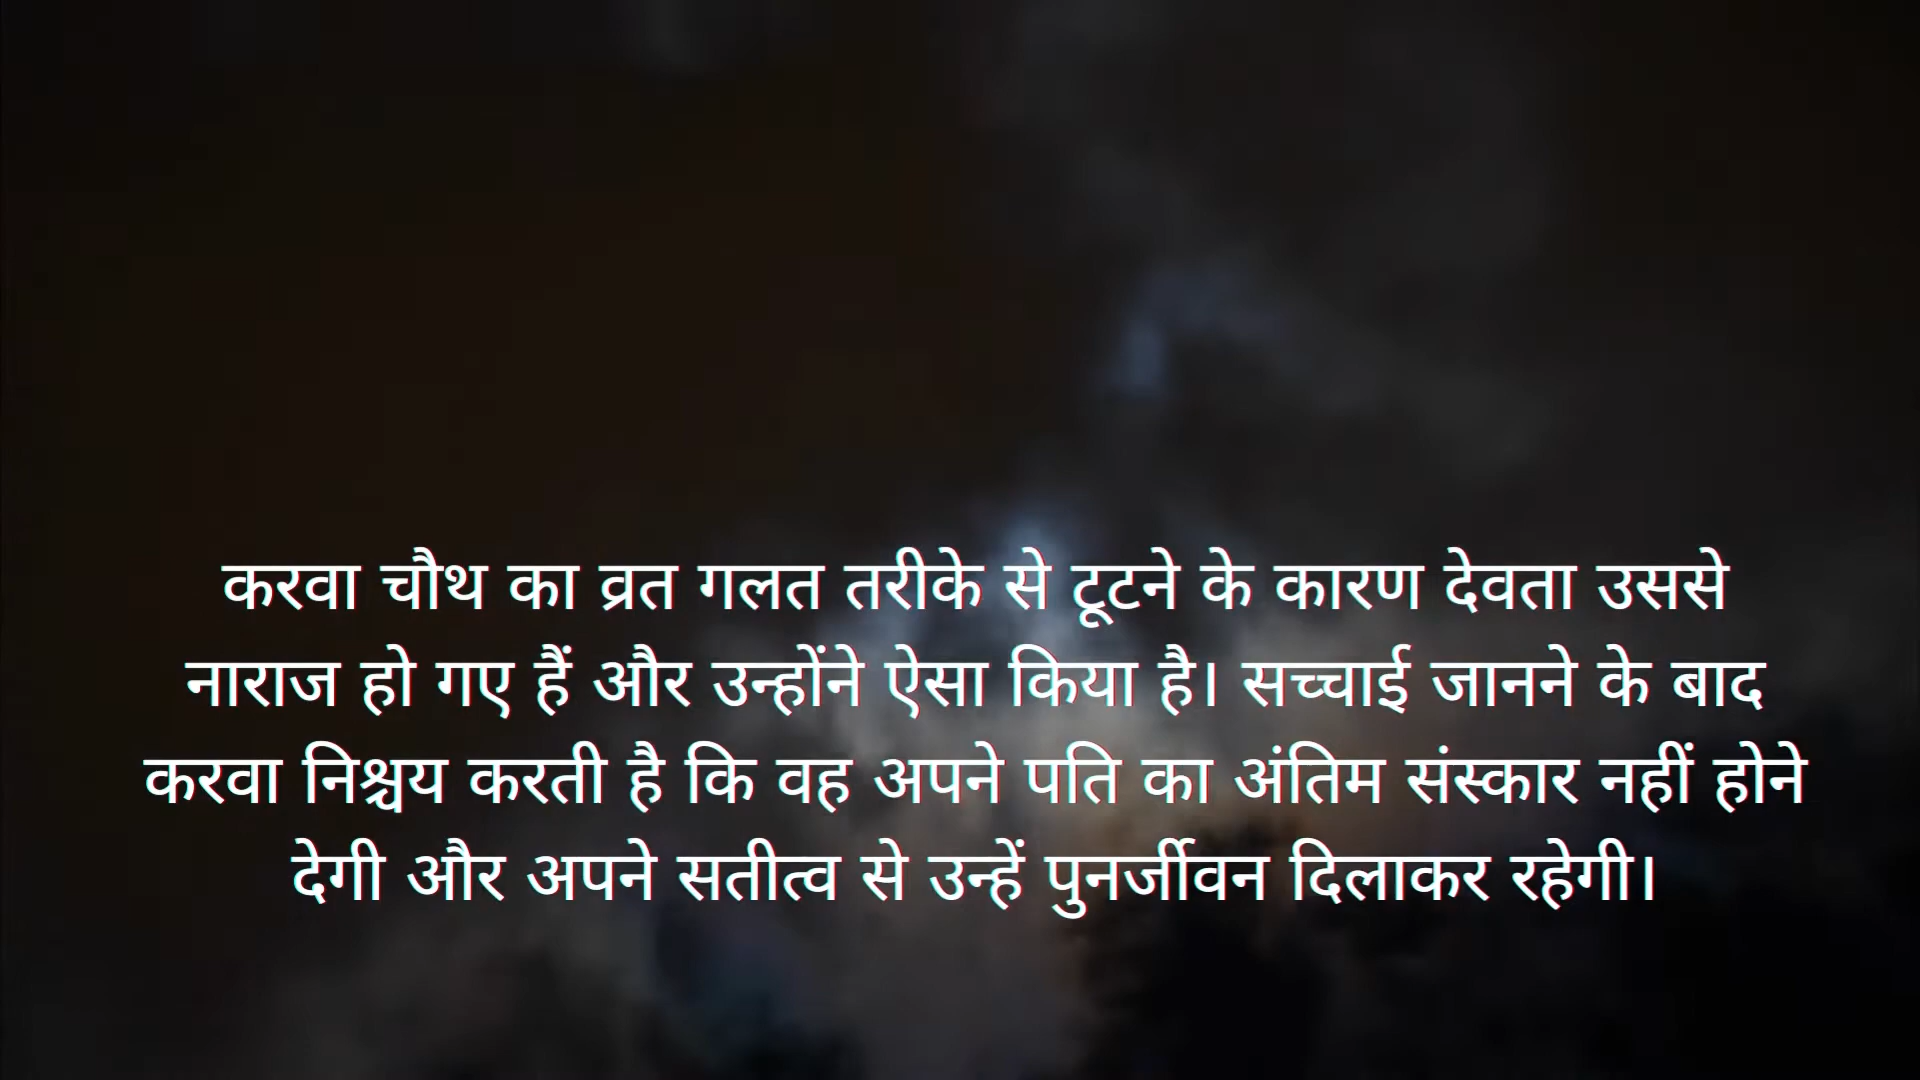 करवा चौथ का व्रत गलत तरीके से टूटने के कारण देवता उससे
नाराज हो गए हैं और उन्होंने ऐसा किया है। सच्चाई जानने के बाद
करवा निश्चय करती है कि वह अपने पति का अंतिम संस्कार नहीं होने
देगी और अपने सतीत्व से उन्हें पुनर्जीवन दिलाकर रहेगी।